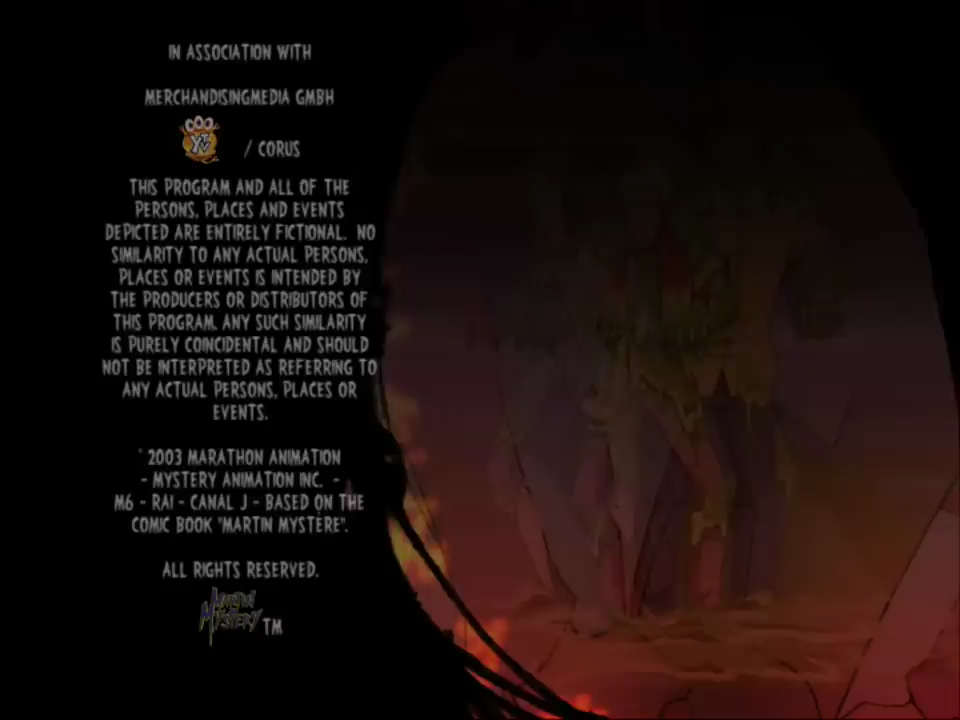 IN ASSOCIATION WITH
MERCHANDISINGMEDIA GMBH
YTV / CORUS
THIS PROGRAM AND ALL OF THE
PERSONS, PLACES AND EVENTS
DEPICTED ARE ENTIRELY FICTIONAL. NO
SIMILARITY TO ANY ACTUAL PERSONS,
PLACES OR EVENTS IS INTENDED BY
THE PRODUCERS OR DISTRIBUTORS OF
THIS PROGRAM. ANY SUCH SIMILARITY
IS PURELY COINCIDENTAL AND SHOULD
NOT BE INTERPRETED AS REFERRING TO
ANY ACTUAL PERSONS, PLACES OR
EVENTS.
2003 MARATHON ANIMATION
- MYSTERY ANIMATION INC. -
M6 - RAI - CANAL J - BASED ON THE
COMIC BOOK "MARTIN MYSTERE".
ALL RIGHTS RESERVED.
MARTIN
MYSTERY TM